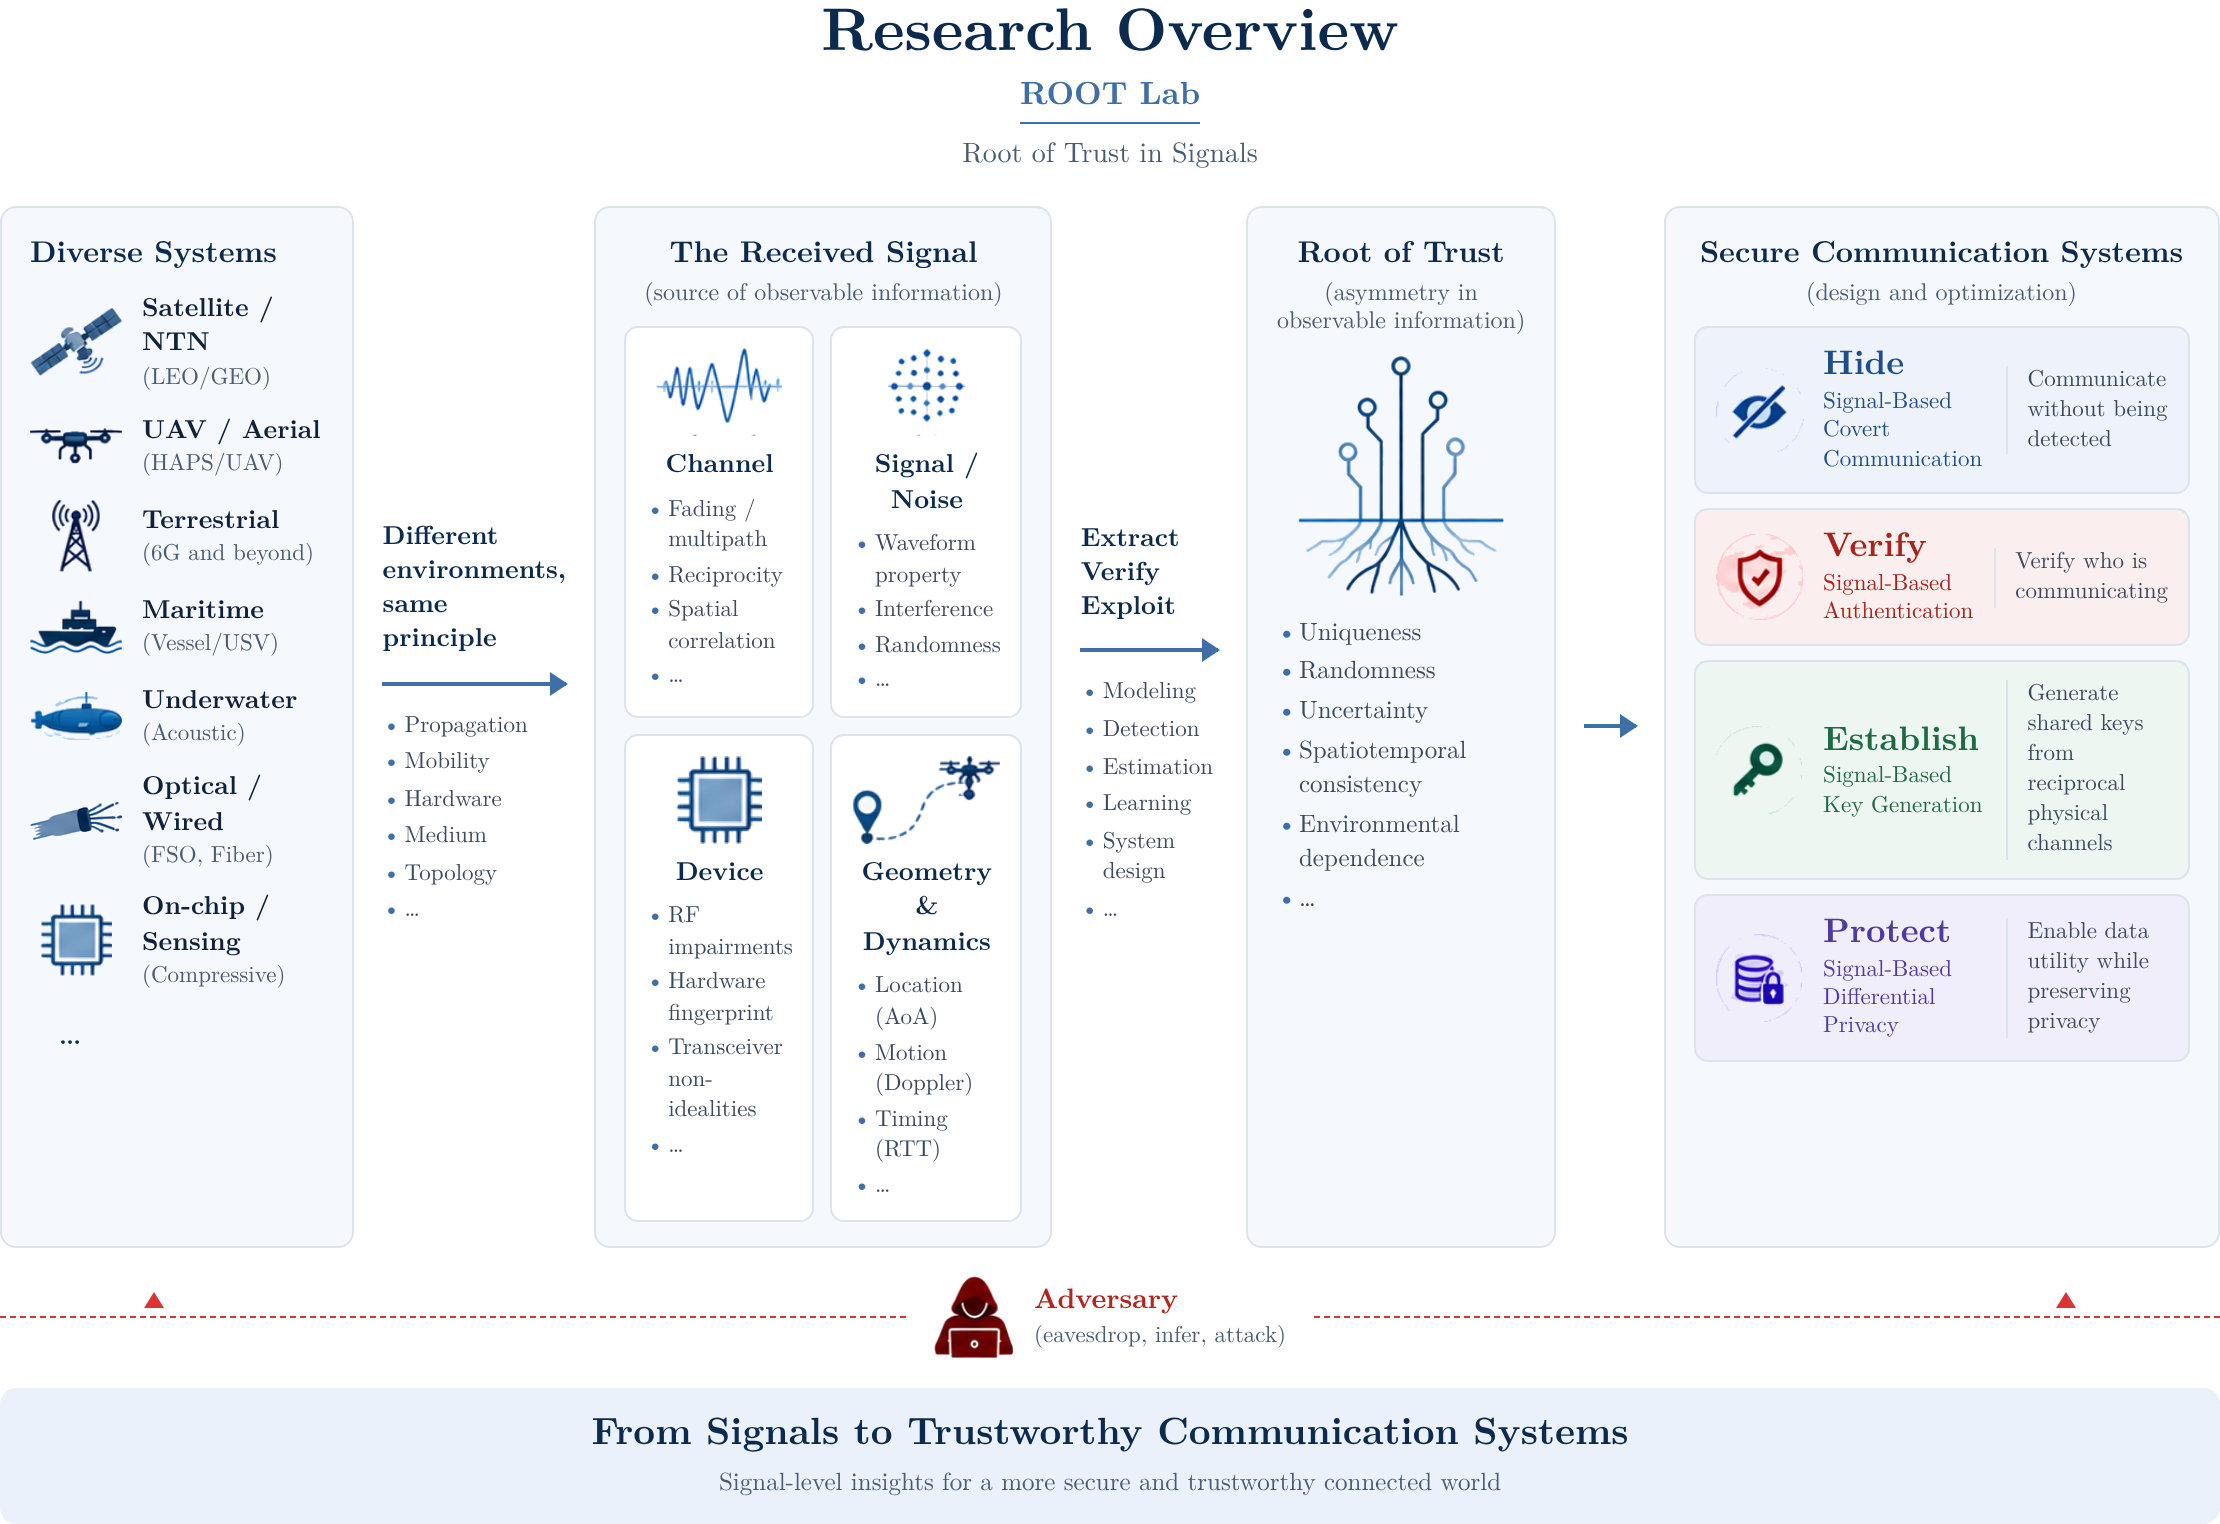 Research Overview
ROOT Lab
Root of Trust in Signals
Diverse Systems
Satellite /
NTN
(LEO/GEO)
UAV / Aerial
(HAPS/UAV)
Terrestrial
(6G and beyond)
Maritime
(Vessel/USV)
Underwater
(Acoustic)
Optical /
Wired
(FSO, Fiber)
On-chip /
Sensing
(Compressive)
...
Different
environments,
same
principle
• Propagation
• Mobility
• Hardware
• Medium
• Topology
• ...
The Received Signal
(source of observable information)
Channel
• Fading /
multipath
• Reciprocity
• Spatial
correlation
• ...
Signal /
Noise
• Waveform
property
• Interference
• Randomness
• ...
Device
• RF
impairments
• Hardware
fingerprint
• Transceiver
non-
idealities
• ...
Geometry
&
Dynamics
• Location
(AoA)
• Motion
(Doppler)
• Timing
(RTT)
• ...
Extract
Verify
Exploit
• Modeling
• Detection
• Estimation
• Learning
• System
design
• ...
Root of Trust
(asymmetry in
observable information)
• Uniqueness
• Randomness
• Uncertainty
• Spatiotemporal
consistency
• Environmental
dependence
• ...
Secure Communication Systems
(design and optimization)
Hide
Signal-Based
Covert
Communication
Communicate
without being
detected
Verify
Signal-Based
Authentication
Verify who is
communicating
Establish
Signal-Based
Key Generation
Generate
shared keys
from
reciprocal
physical
channels
Protect
Signal-Based
Differential
Privacy
Enable data
utility while
preserving
privacy
Adversary
(eavesdrop, infer, attack)
From Signals to Trustworthy Communication Systems
Signal-level insights for a more secure and trustworthy connected world